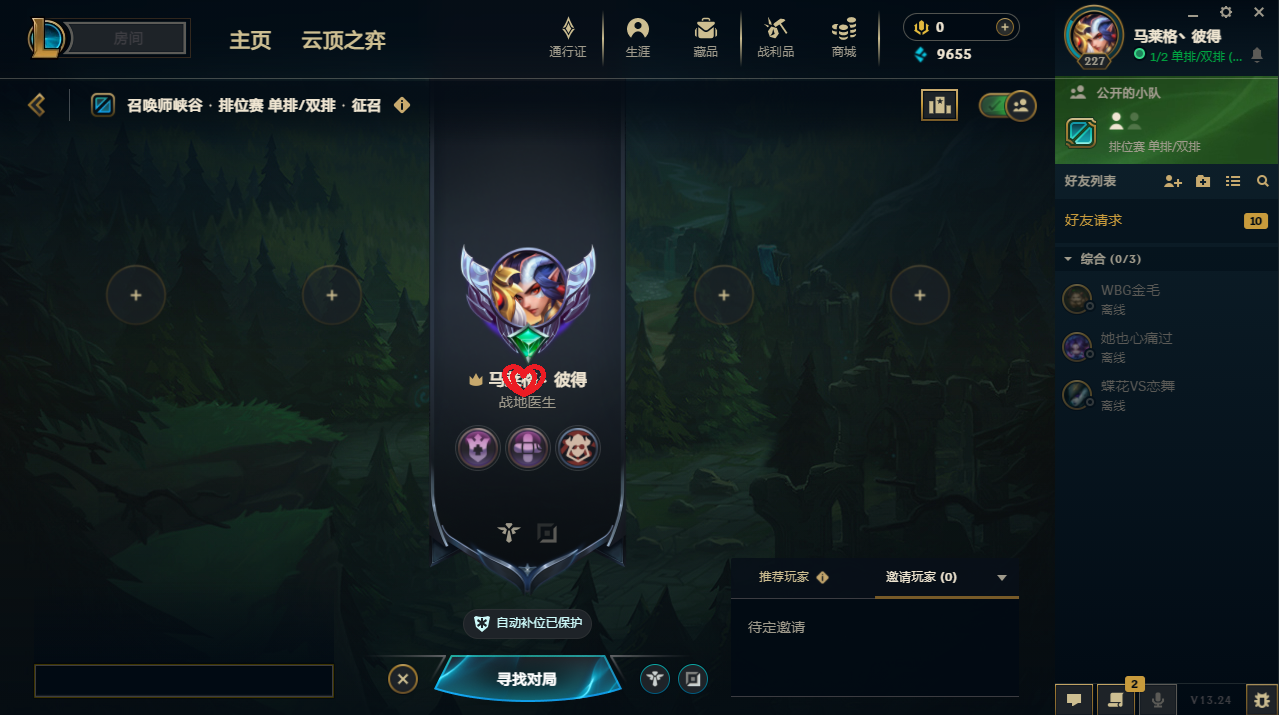 房间
主页
云顶之弈
通行证
生涯
藏品
战利品
商城
0
9655
马莱格丶彼得
227
1/2 单排/双排 (...
召唤师峡谷 · 排位赛 单排/双排 · 征召
公开的小队
排位赛 单排/双排
好友列表
好友请求
10
综合 (0/3)
WBG金毛
离线
她也心痛过
离线
蝶花VS恋舞
离线
马莱 彼得
战地医生
自动补位已保护
寻找对局
推荐玩家
邀请玩家 (0)
待定邀请
2
V13.24